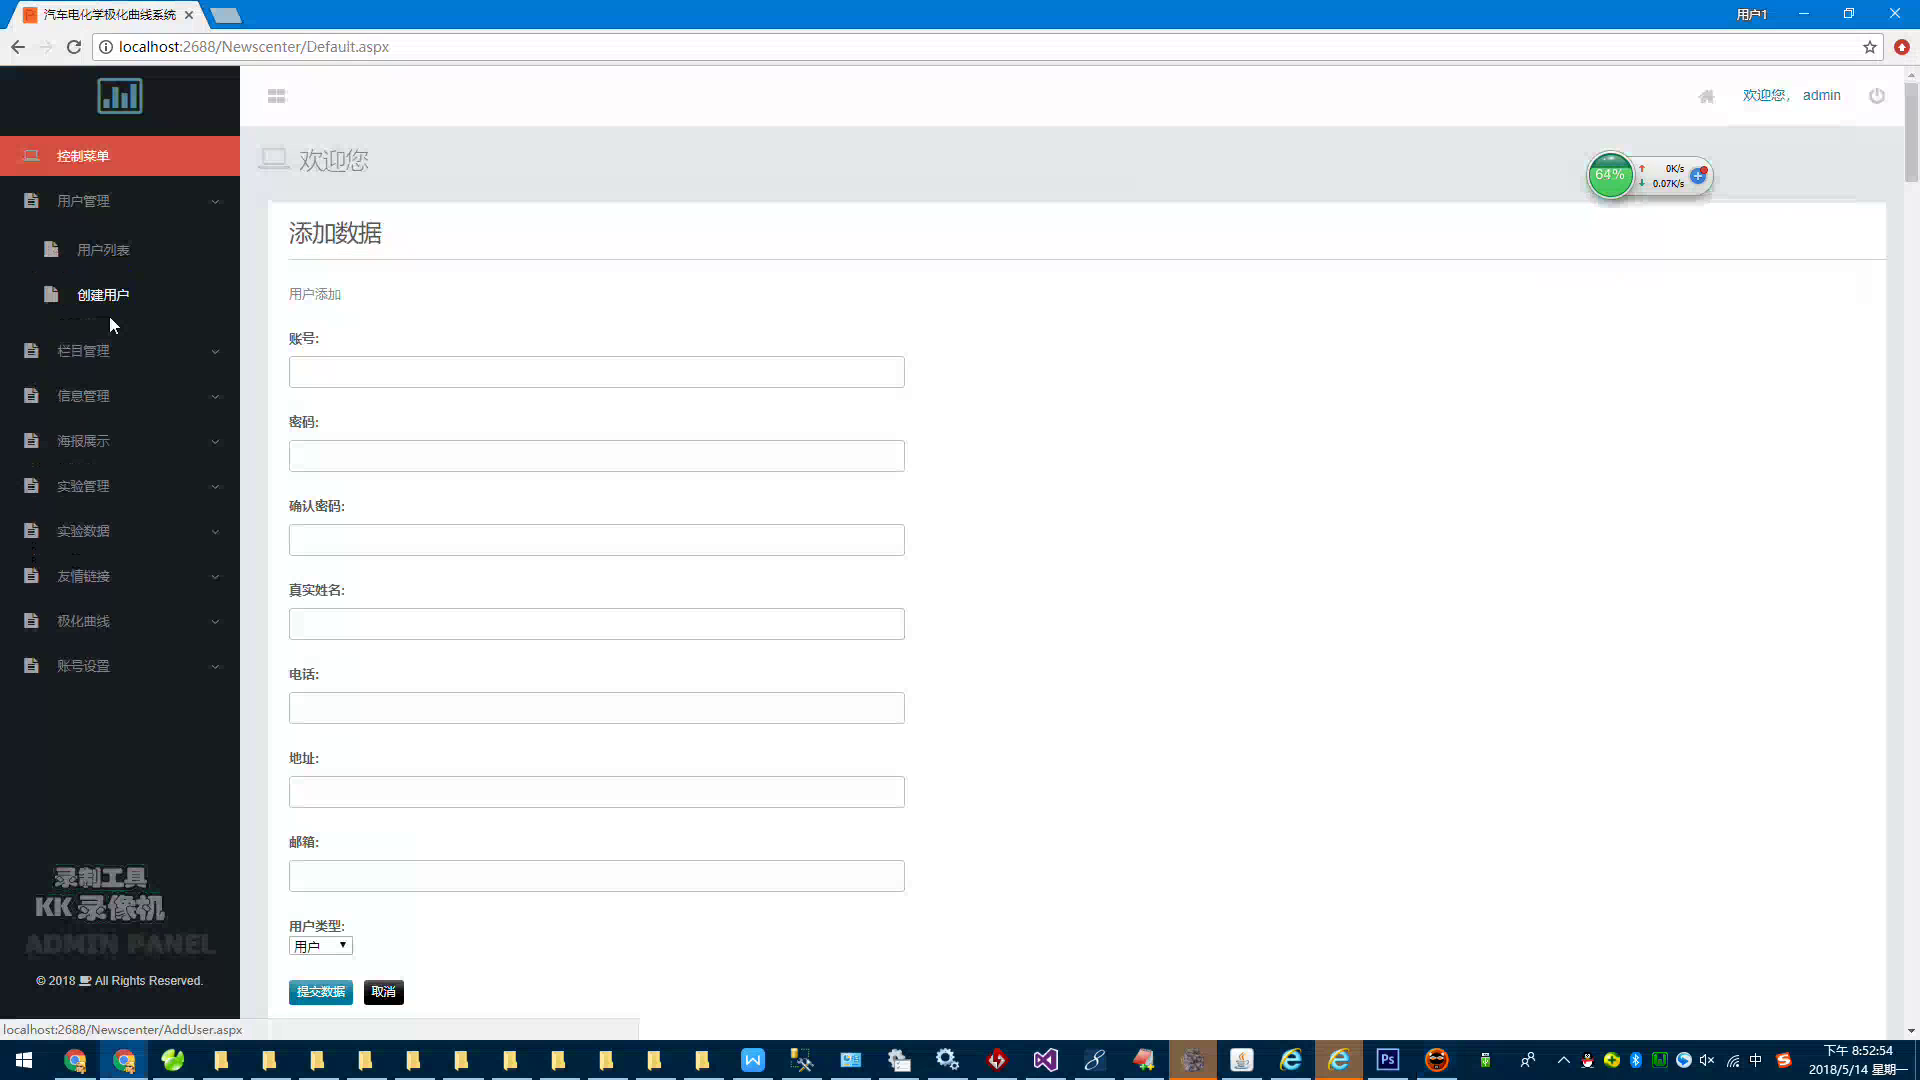 汽车电化学极化曲线系统
用户1
localhost:2688/Newscenter/Default.aspx
欢迎您, admin
控制菜单
欢迎您
64%
0K/s
0.07K/s
用户管理
添加数据
用户列表
创建用户
用户添加
账号:
栏目管理
信息管理
密码:
海报展示
实验管理
确认密码:
实验数据
友情链接
真实姓名:
极化曲线
账号设置
电话:
地址:
邮箱:
录制工具
KK 录像机
用户类型:
用户
ADMIN PANEL
© 2018 All Rights Reserved.
提交数据
取消
localhost:2688/Newscenter/AddUser.aspx
中
下午 8:52:54
2018/5/14 星期一